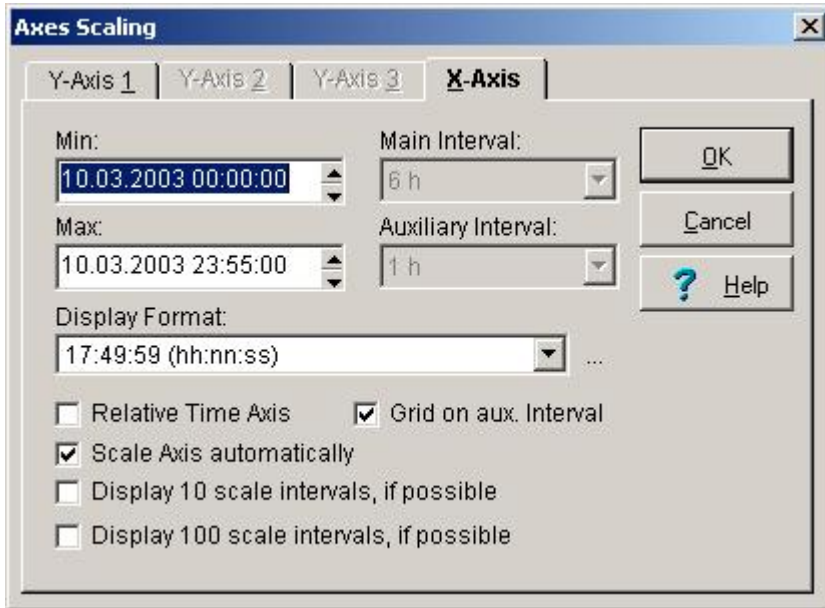 Axes Scaling
Y-Axis 1 Y-Axis 2 Y-Axis 3 X-Axis
Min: Main Interval:
10.03.2003 00:00:00 6 h OK
Max: Auxiliary Interval: Cancel
10.03.2003 23:55:00 1 h ? Help
Display Format:
17:49:59 (hh:nn:ss) ...
Relative Time Axis Grid on aux. Interval
Scale Axis automatically
Display 10 scale intervals, if possible
Display 100 scale intervals, if possible